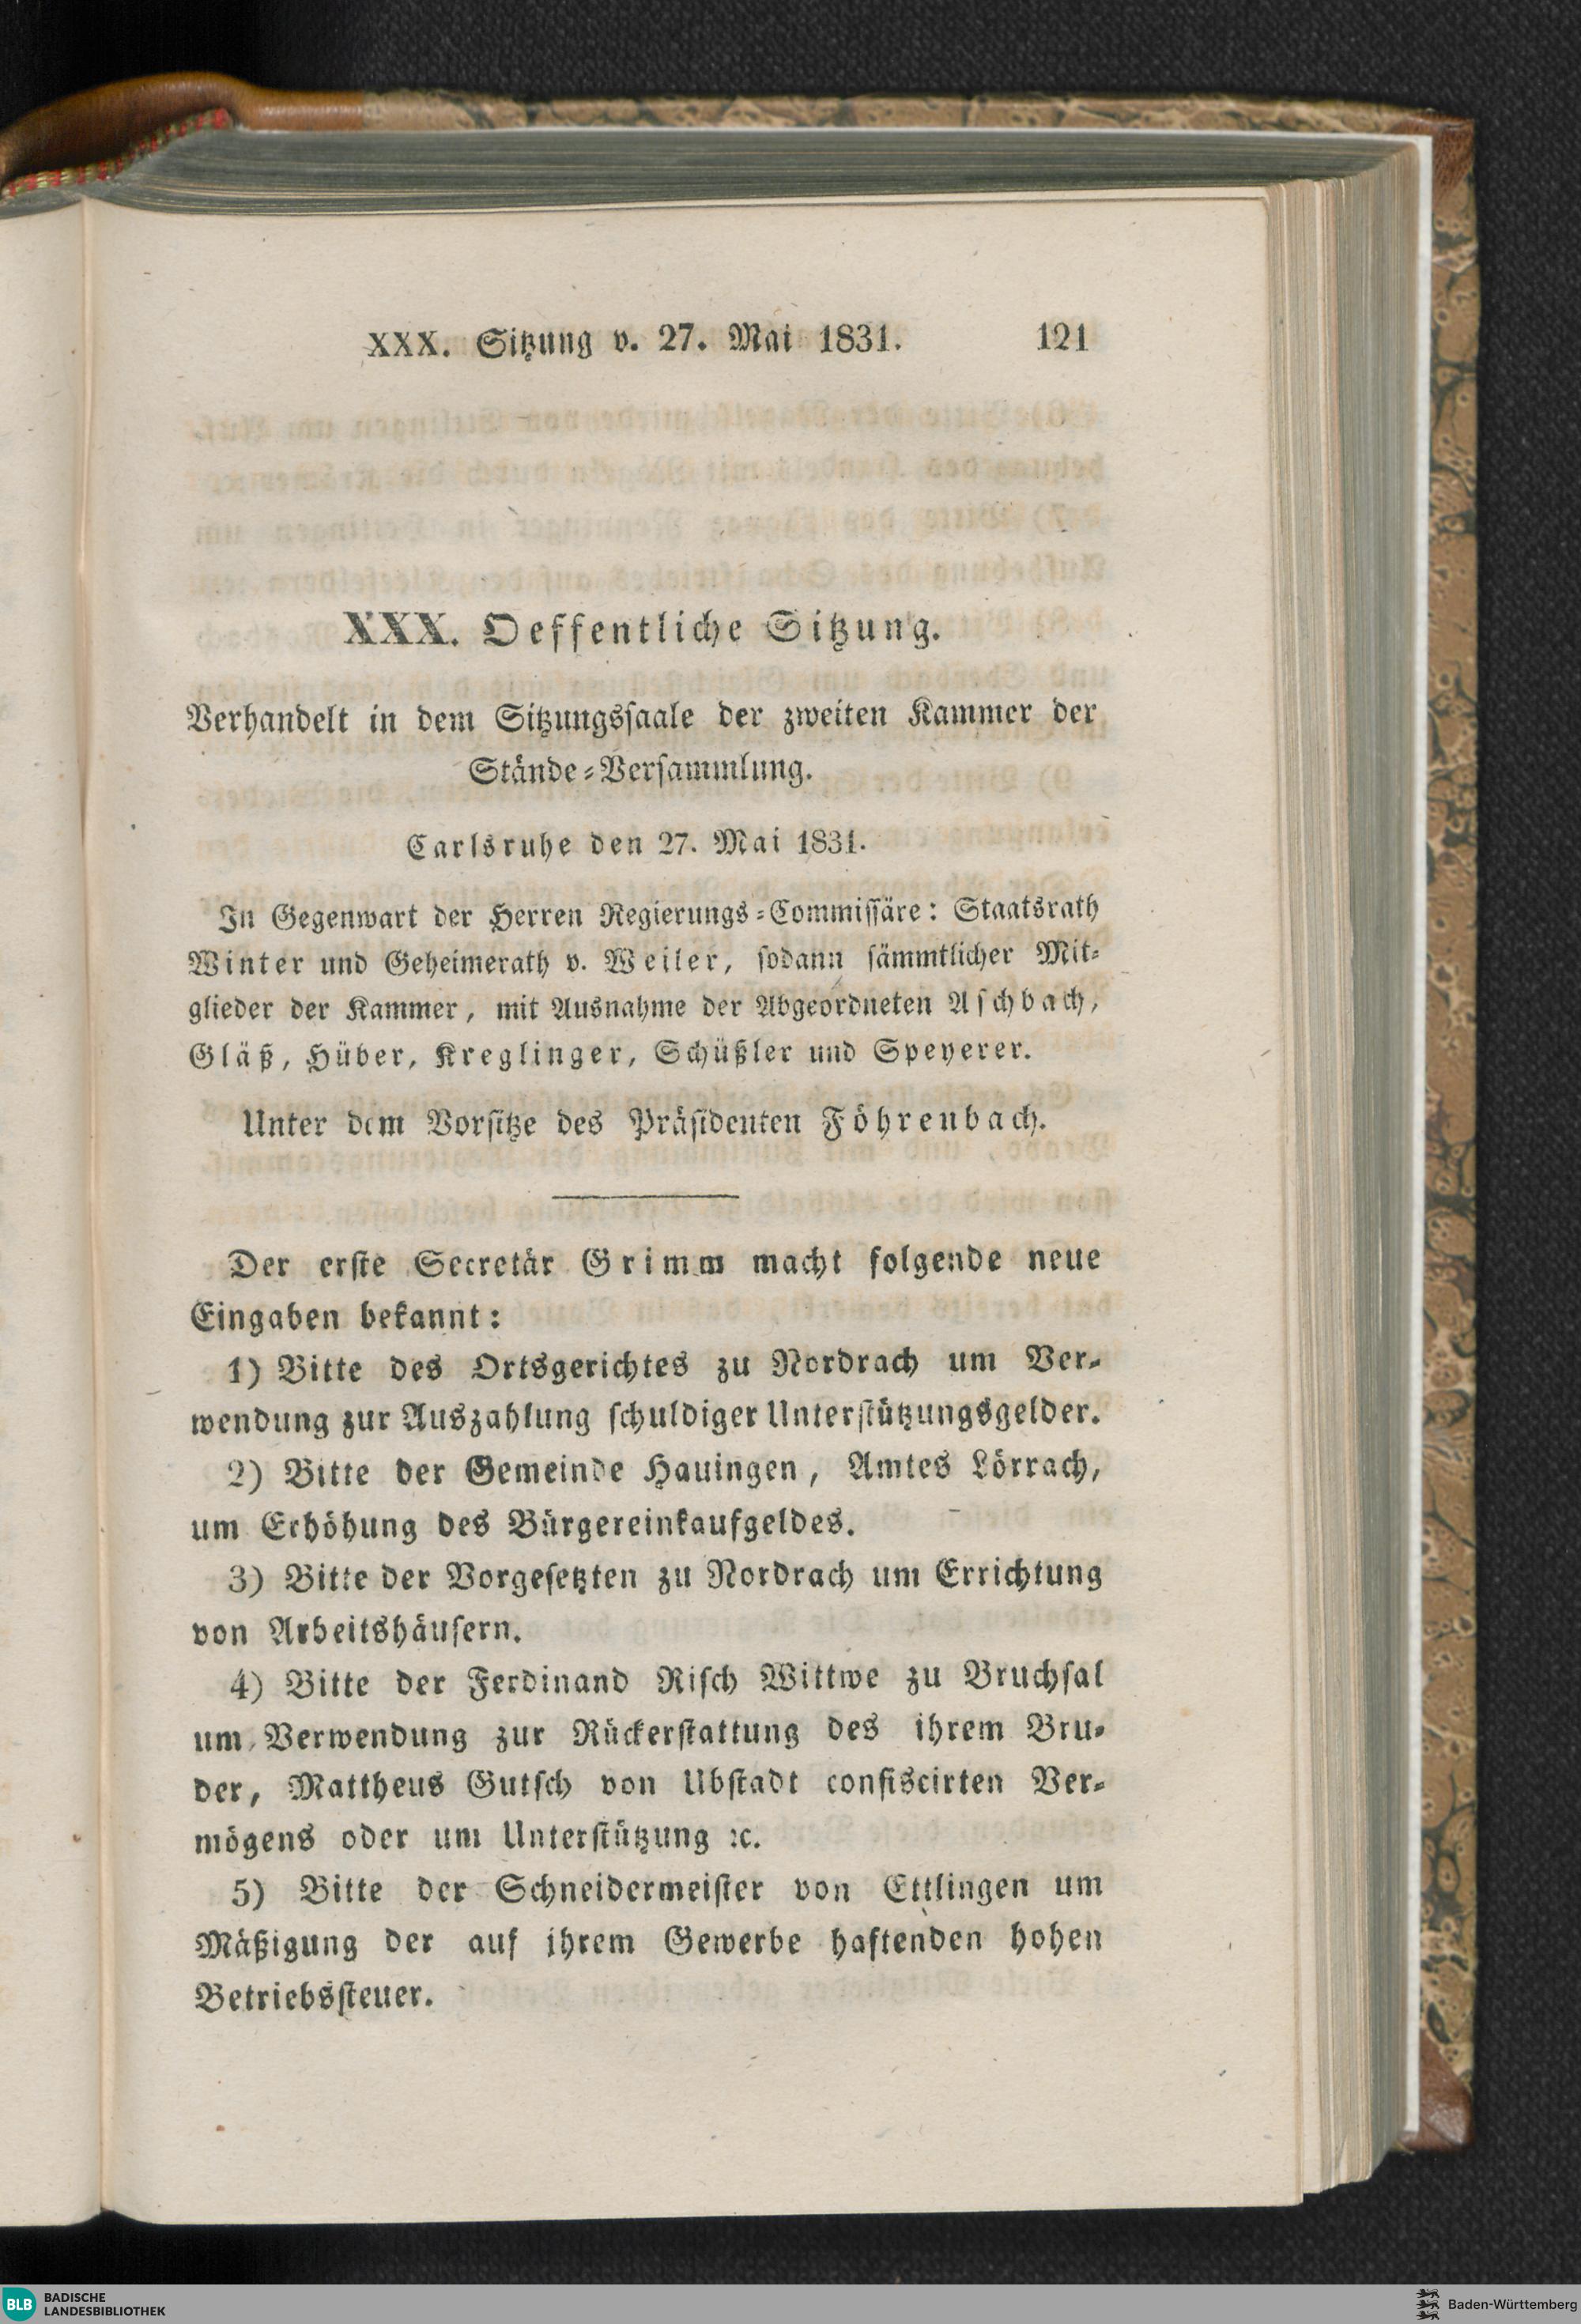 XXX. Sitzung v. 27. Mai 1831. 121
XXX. Oeffentliche Sitzung.
Verhandelt in dem Sitzungssaale der zweiten Kammer der
Stände-Versammlung.
Carlsruhe den 27. Mai 1831.
In Gegenwart der Herren Regierungs-Commissäre: Staatsrath
Winter und Geheimerath v. Weiler, sodann sämmtlicher Mit-
glieder der Kammer, mit Ausnahme der Abgeordneten Aschbach,
Gläß, Hüber, Kreglinger, Schüßler und Speyerer.
Unter dem Vorsitze des Präsidenten Föhrenbach.
Der erste Secretär Grimm macht folgende neue
Eingaben bekannt:
1) Bitte des Ortsgerichtes zu Nordrach um Ver-
wendung zur Auszahlung schuldiger Unterstützungsgelder.
2) Bitte der Gemeinde Hauingen, Amtes Lörrach,
um Erhöhung des Bürgereinkaufgeldes.
3) Bitte der Vorgesetzten zu Nordrach um Errichtung
von Arbeitshäusern.
4) Bitte der Ferdinand Risch Wittwe zu Bruchsal
um Verwendung zur Rückerstattung des ihrem Bru-
der, Mattheus Gutsch von Ubstadt confiscirten Ver-
mögens oder um Unterstützung ꝛc.
5) Bitte der Schneidermeister von Ettlingen um
Mäßigung der auf ihrem Gewerbe haftenden hohen
Betriebssteuer.
BLB BADISCHE
LANDESBIBLIOTHEK
Baden-Württemberg